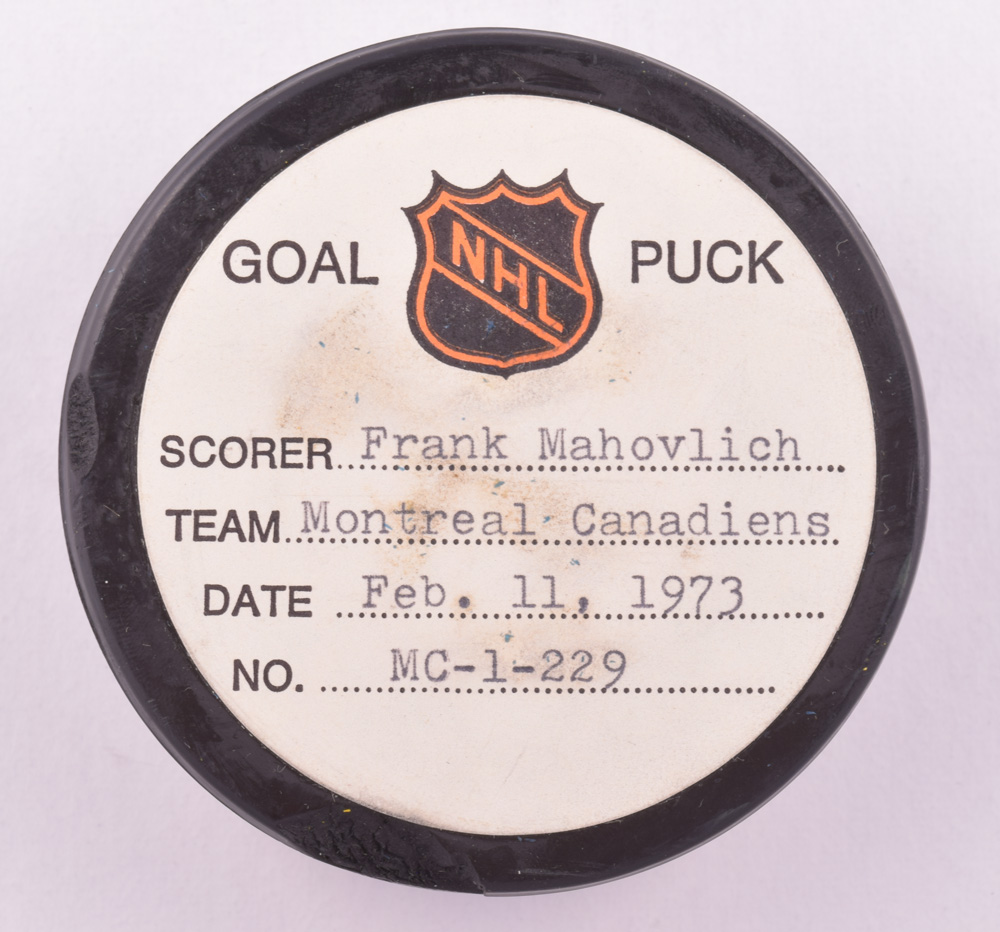 GOAL NHL PUCK
SCORER Frank Mahovlich
TEAM Montreal Canadiens
DATE Feb. 11, 1973
NO. MC-1-229